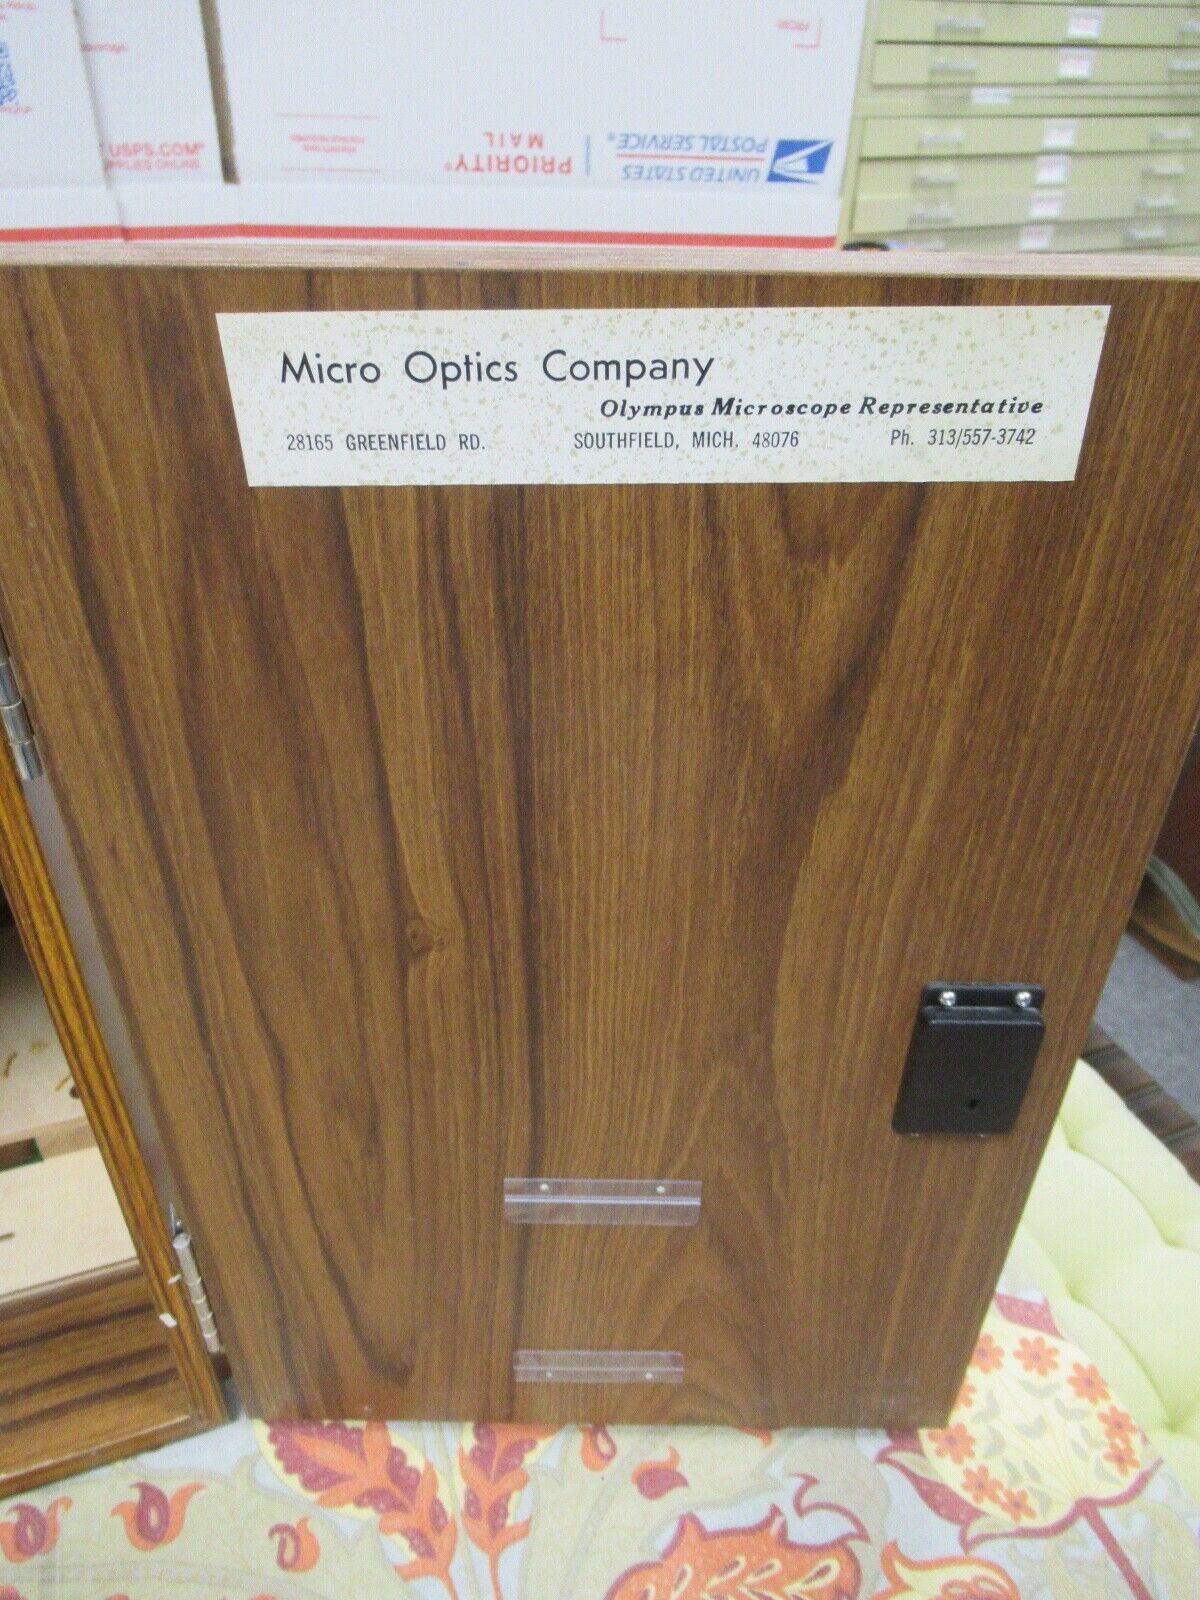 USPS.COM®
FROM:
UNITED STATES
POSTAL SERVICE®
PRIORITY®
MAIL
Micro Optics Company
Olympus Microscope Representative
28165 GREENFIELD RD. SOUTHFIELD, MICH. 48076 Ph. 313/557-3742